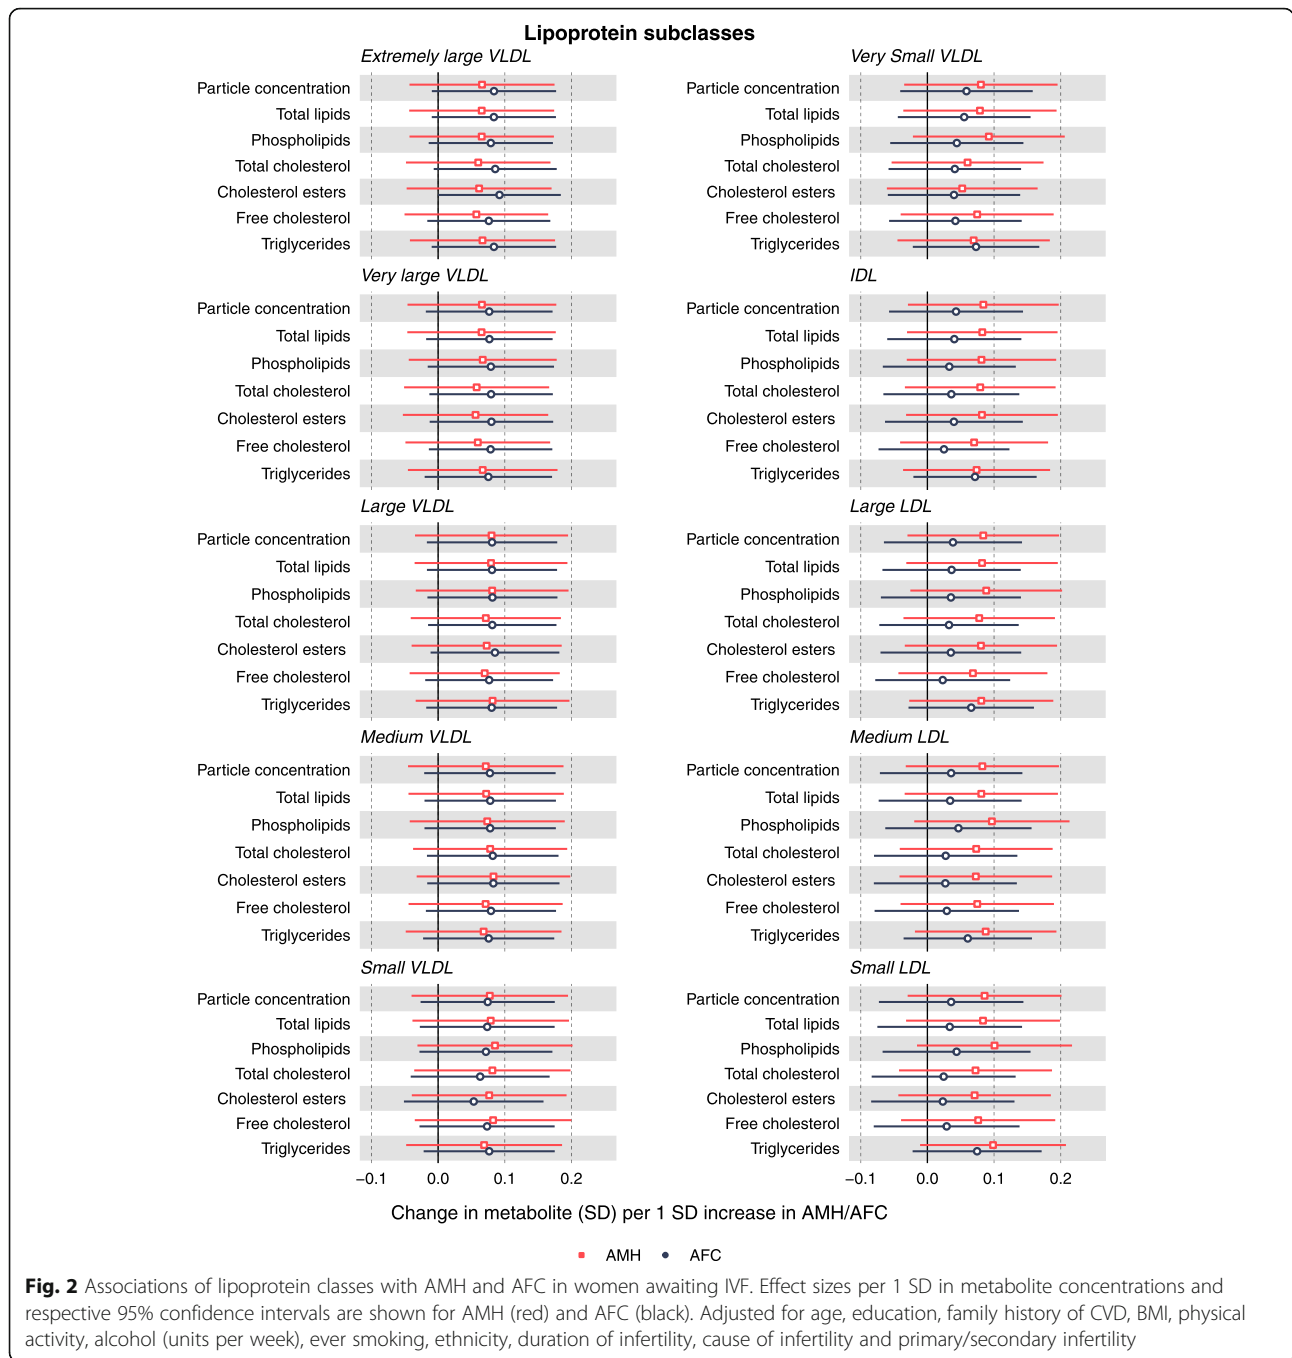 Lipoprotein subclasses
Extremely large VLDL
Particle concentration
Total lipids
Phospholipids
Total cholesterol
Cholesterol esters
Free cholesterol
Triglycerides
Very large VLDL
Particle concentration
Total lipids
Phospholipids
Total cholesterol
Cholesterol esters
Free cholesterol
Triglycerides
Large VLDL
Particle concentration
Total lipids
Phospholipids
Total cholesterol
Cholesterol esters
Free cholesterol
Triglycerides
Medium VLDL
Particle concentration
Total lipids
Phospholipids
Total cholesterol
Cholesterol esters
Free cholesterol
Triglycerides
Small VLDL
Particle concentration
Total lipids
Phospholipids
Total cholesterol
Cholesterol esters
Free cholesterol
Triglycerides
−0.1 0.0 0.1 0.2
Very Small VLDL
Particle concentration
Total lipids
Phospholipids
Total cholesterol
Cholesterol esters
Free cholesterol
Triglycerides
IDL
Particle concentration
Total lipids
Phospholipids
Total cholesterol
Cholesterol esters
Free cholesterol
Triglycerides
Large LDL
Particle concentration
Total lipids
Phospholipids
Total cholesterol
Cholesterol esters
Free cholesterol
Triglycerides
Medium LDL
Particle concentration
Total lipids
Phospholipids
Total cholesterol
Cholesterol esters
Free cholesterol
Triglycerides
Small LDL
Particle concentration
Total lipids
Phospholipids
Total cholesterol
Cholesterol esters
Free cholesterol
Triglycerides
−0.1 0.0 0.1 0.2
Change in metabolite (SD) per 1 SD increase in AMH/AFC
AMH AFC
Fig. 2 Associations of lipoprotein classes with AMH and AFC in women awaiting IVF. Effect sizes per 1 SD in metabolite concentrations and
respective 95% confidence intervals are shown for AMH (red) and AFC (black). Adjusted for age, education, family history of CVD, BMI, physical
activity, alcohol (units per week), ever smoking, ethnicity, duration of infertility, cause of infertility and primary/secondary infertility